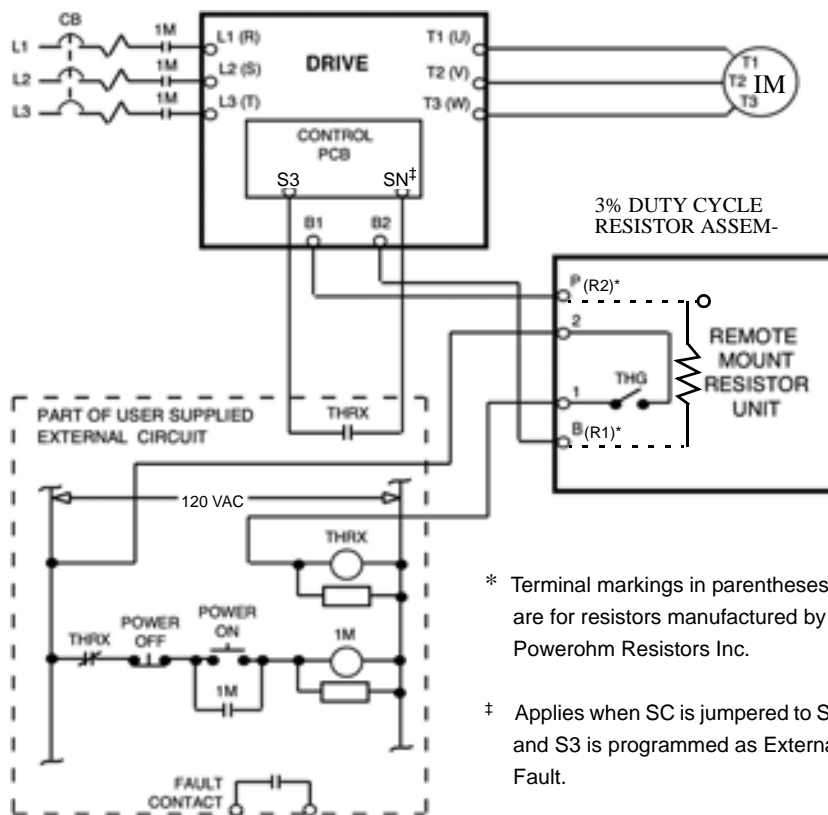 CB
1M
L1
L1 (R)
T1 (U)
T1
1M
L2
L2 (S)
DRIVE
T2 (V)
T2 IM
1M
L3
L3 (T)
T3 (W)
T3
CONTROL
PCB
S3
SN‡
B1
B2
3% DUTY CYCLE
RESISTOR ASSEM-
P (R2)*
2
REMOTE
MOUNT
RESISTOR
UNIT
THG
1
B (R1)*
PART OF USER SUPPLIED
EXTERNAL CIRCUIT
THRX
120 VAC
THRX
THRX
POWER
OFF
POWER
ON
1M
1M
FAULT
CONTACT
* Terminal markings in parentheses
are for resistors manufactured by
Powerohm Resistors Inc.
‡ Applies when SC is jumpered to S
and S3 is programmed as Externa
Fault.